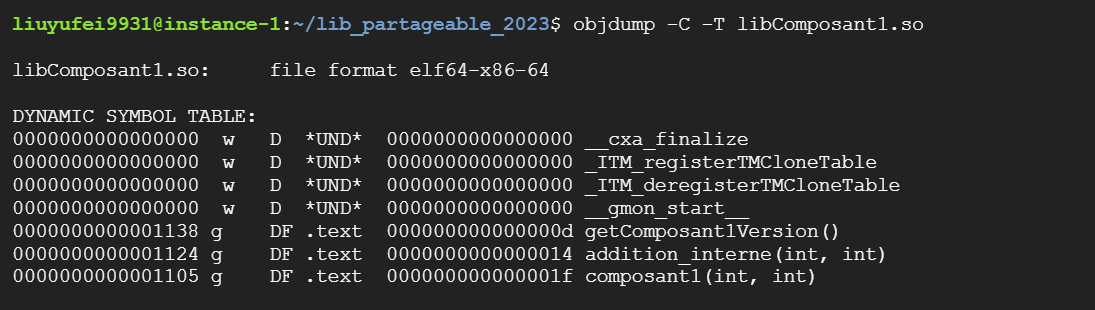 liuyufei9931@instance-1:~/lib_partageable_2023$ objdump -C -T libComposant1.so
libComposant1.so:     file format elf64-x86-64
DYNAMIC SYMBOL TABLE:
0000000000000000  w   D  *UND*  0000000000000000 __cxa_finalize
0000000000000000  w   D  *UND*  0000000000000000 _ITM_registerTMCloneTable
0000000000000000  w   D  *UND*  0000000000000000 _ITM_deregisterTMCloneTable
0000000000000000  w   D  *UND*  0000000000000000 __gmon_start__
0000000000001138 g    DF .text  000000000000000d getComposant1Version()
0000000000001124 g    DF .text  0000000000000014 addition_interne(int, int)
0000000000001105 g    DF .text  000000000000001f composant1(int, int)